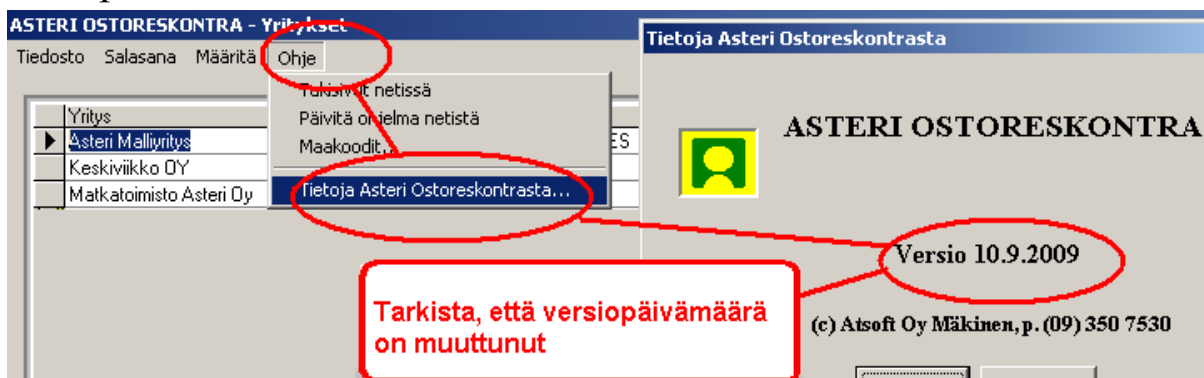 ASTERI OSTORESKONTRA - Yritykset
Tiedosto Salasana Määritä Ohje
Tukisivut netissä
Päivitä ohjelma netistä
Maakoodit...
Tietoja Asteri Ostoreskontrasta...
Yritys
Asteri Malliyritys
ES
Keskiviikko OY
Matkatoimisto Asteri Oy
Tarkista, että versiopäivämäärä
on muuttunut
Tietoja Asteri Ostoreskontrasta
ASTERI OSTORESKONTRA
Versio 10.9.2009
(c) Atsoft Oy Mäkinen, p. (09) 350 7530